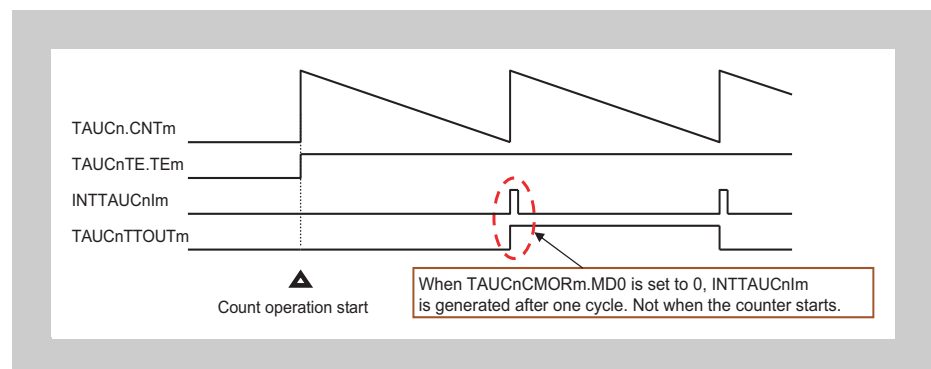 TAUCn.CNTm
TAUCnTE.TEm
INTTAUCnIm
TAUCnTTOUTm
Count operation start
When TAUCnCMORm.MD0 is set to 0, INTTAUCnIm
is generated after one cycle. Not when the counter starts.